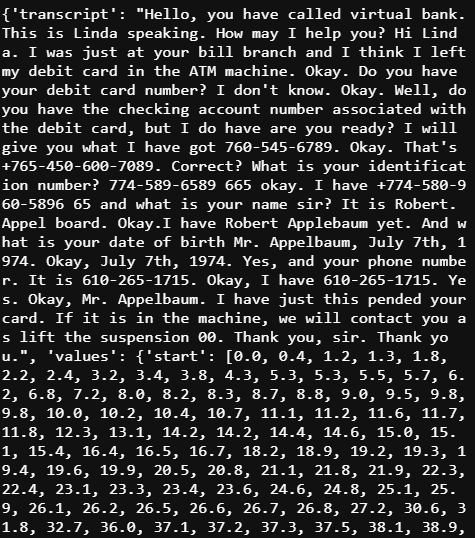 {'transcript': "Hello, you have called virtual bank.
This is Linda speaking. How may I help you? Hi Lind
a. I was just at your bill branch and I think I left
my debit card in the ATM machine. Okay. Do you have
your debit card number? I don't know. Okay. Well, do
you have the checking account number associated with
the debit card, but I do have are you ready? I will
give you what I have got 760-545-6789. Okay. That's
+765-450-600-7089. Correct? What is your identificat
ion number? 774-589-6589 665 okay. I have +774-580-9
60-5896 65 and what is your name sir? It is Robert.
Appel board. Okay.I have Robert Applebaum yet. And w
hat is your date of birth Mr. Appelbaum, July 7th, 1
974. Okay, July 7th, 1974. Yes, and your phone numbe
r. It is 610-265-1715. Okay, I have 610-265-1715. Ye
s. Okay, Mr. Appelbaum. I have just this pended your
card. If it is in the machine, we will contact you a
s lift the suspension 00. Thank you, sir. Thank yo
u.", 'values': {'start': [0.0, 0.4, 1.2, 1.3, 1.8,
2.2, 2.4, 3.2, 3.4, 3.8, 4.3, 5.3, 5.3, 5.5, 5.7, 6.
2, 6.8, 7.2, 8.0, 8.2, 8.3, 8.7, 8.8, 9.0, 9.5, 9.8,
9.8, 10.0, 10.2, 10.4, 10.7, 11.1, 11.2, 11.6, 11.7,
11.8, 12.3, 13.1, 14.2, 14.2, 14.4, 14.6, 15.0, 15.
1, 15.4, 16.4, 16.5, 16.7, 18.2, 18.9, 19.2, 19.3, 1
9.4, 19.6, 19.9, 20.5, 20.8, 21.1, 21.8, 21.9, 22.3,
22.4, 23.1, 23.3, 23.4, 23.6, 24.6, 24.8, 25.1, 25.
9, 26.1, 26.2, 26.5, 26.6, 26.7, 26.8, 27.2, 30.6, 3
1.8, 32.7, 36.0, 37.1, 37.2, 37.3, 37.5, 38.1, 38.9,